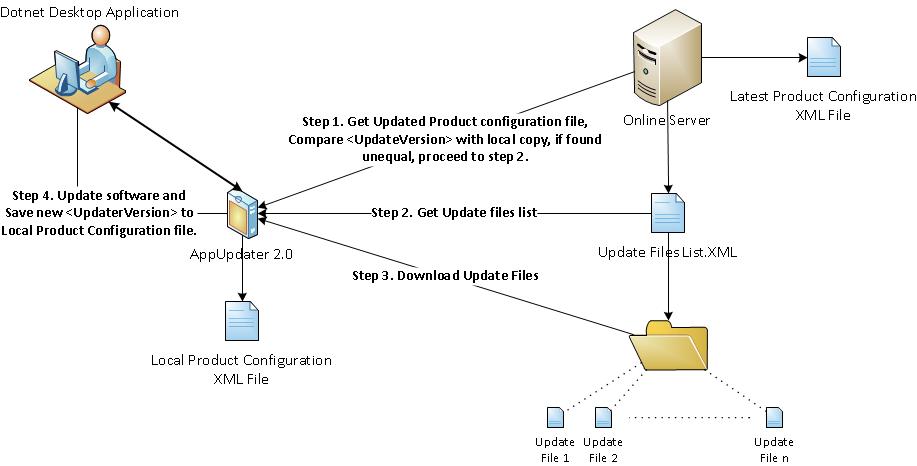 Dotnet Desktop Application
Online Server
Latest Product Configuration
XML File
Step 1. Get Updated Product configuration file,
Compare <UpdateVersion> with local copy, if found
unequal, proceed to step 2.
Step 4. Update software and
Save new <UpdaterVersion> to
Local Product Configuration file.
Step 2. Get Update files list
AppUpdater 2.0
Update Files List.XML
Step 3. Download Update Files
Local Product Configuration
XML File
Update
File 1
Update
File 2
Update
File n